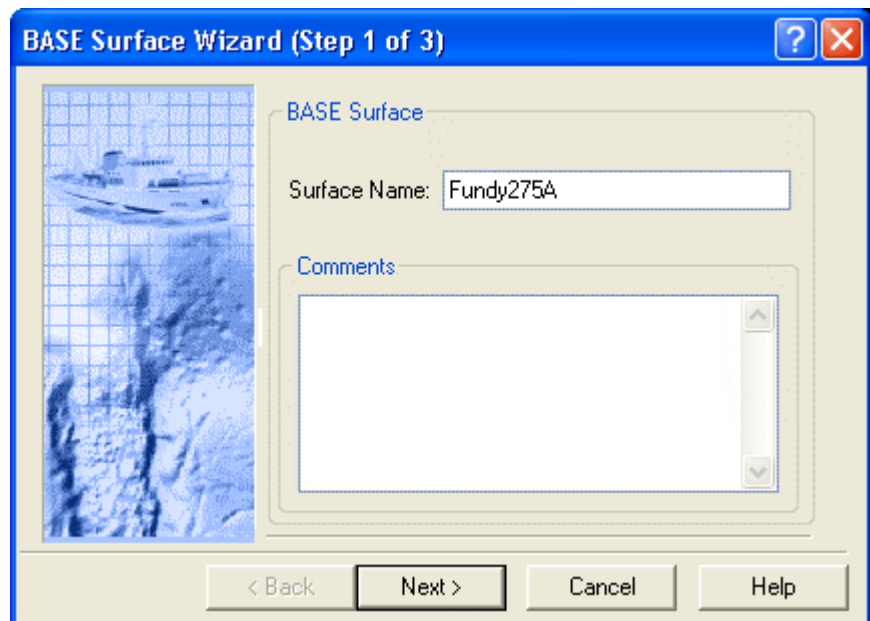 BASE Surface Wizard (Step 1 of 3)
BASE Surface
Surface Name: Fundy275A
Comments
< Back Next > Cancel Help